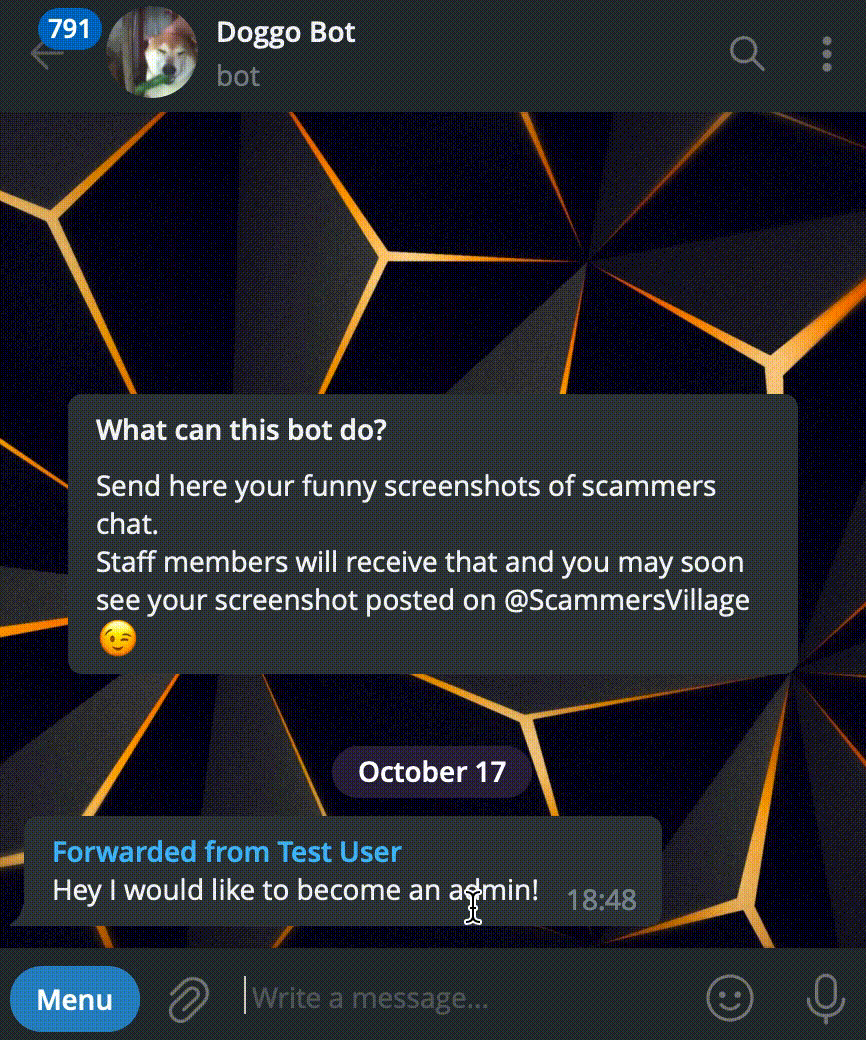 791
Doggo Bot
bot
What can this bot do?
Send here your funny screenshots of scammers
chat.
Staff members will receive that and you may soon
see your screenshot posted on @ScammersVillage
😉
October 17
Forwarded from Test User
Hey I would like to become an admin!
18:48
Menu
Write a message...